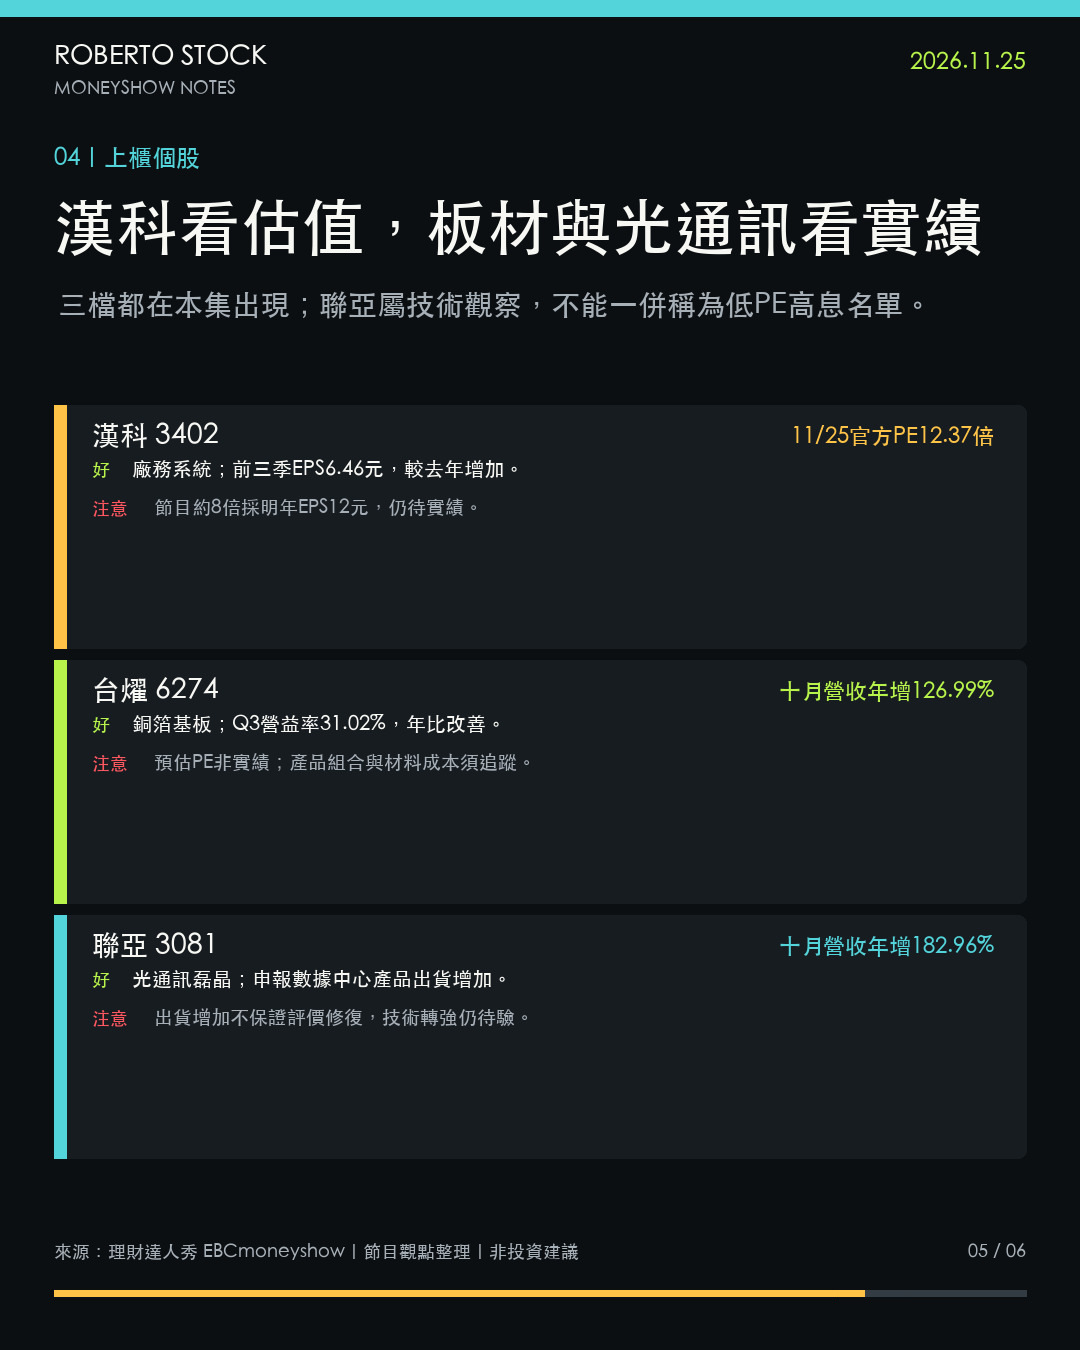 ROBERTO STOCK
MONEYSHOW NOTES
2026.11.25
04｜上櫃個股
漢科看估值，板材與光通訊看實績
三檔都在本集出現；聯亞屬技術觀察，不能一併稱為低PE高息名單。
漢科 3402
11/25官方PE12.37倍
好 廠務系統；前三季EPS6.46元，較去年增加。
注意 節目約8倍採明年EPS12元，仍待實績。
台燿 6274
十月營收年增126.99%
好 銅箔基板；Q3營益率31.02%，年比改善。
注意 預估PE非實績；產品組合與材料成本須追蹤。
聯亞 3081
十月營收年增182.96%
好 光通訊磊晶；申報數據中心產品出貨增加。
注意 出貨增加不保證評價修復，技術轉強仍待驗。
來源：理財達人秀 EBCmoneyshow｜節目觀點整理｜非投資建議
05 / 06